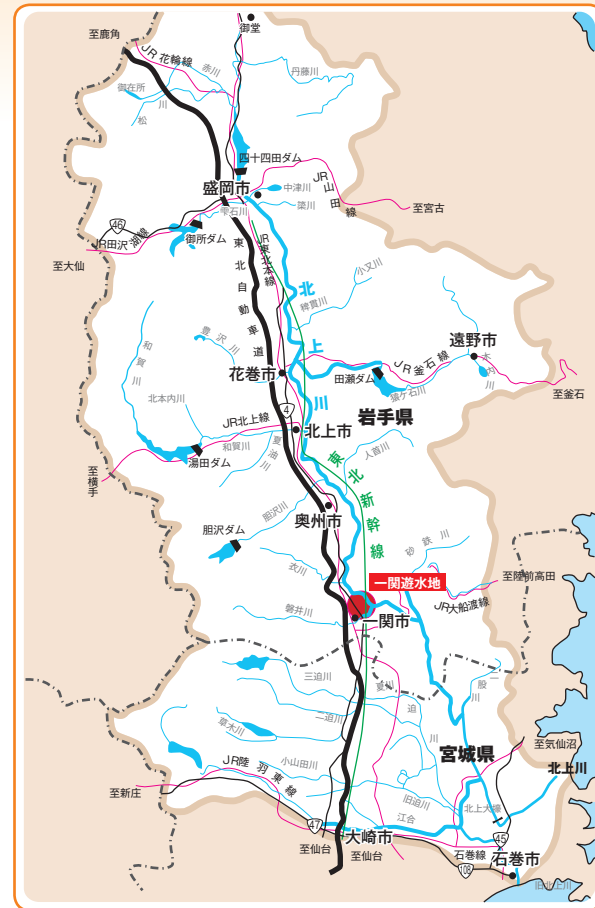 御堂
至鹿角
JR花輪線
赤川
丹藤川
御在所
松川
四十四田ダム
盛岡市
中津川
簗川
JR山田線
至宮古
雫石川
46
JR田沢湖線
御所ダム
至大仙
東北自動車道
JR東北本線
北上川
小又川
稗貫川
和賀川
豊沢川
遠野市
JR釜石線
花巻市
田瀬ダム
猿ヶ石川
至釜石
北本内川
4
岩手県
JR北上線
北上市
和賀川
夏油川
湯田ダム
至横手
人首川
東北新幹線
奥州市
胆沢川
胆沢ダム
砂鉄川
衣川
一関遊水地
至陸前高田
JR大船渡線
磐井川
一関市
三迫川
夏川
二迫川
迫川
草木川
宮城県
至気仙沼
北上川
JR陸羽東線
小山田川
至新庄
旧迫川
北上大堰
江合
47
大崎市
45
至仙台
至仙台
石巻線
108
石巻市
旧北上川